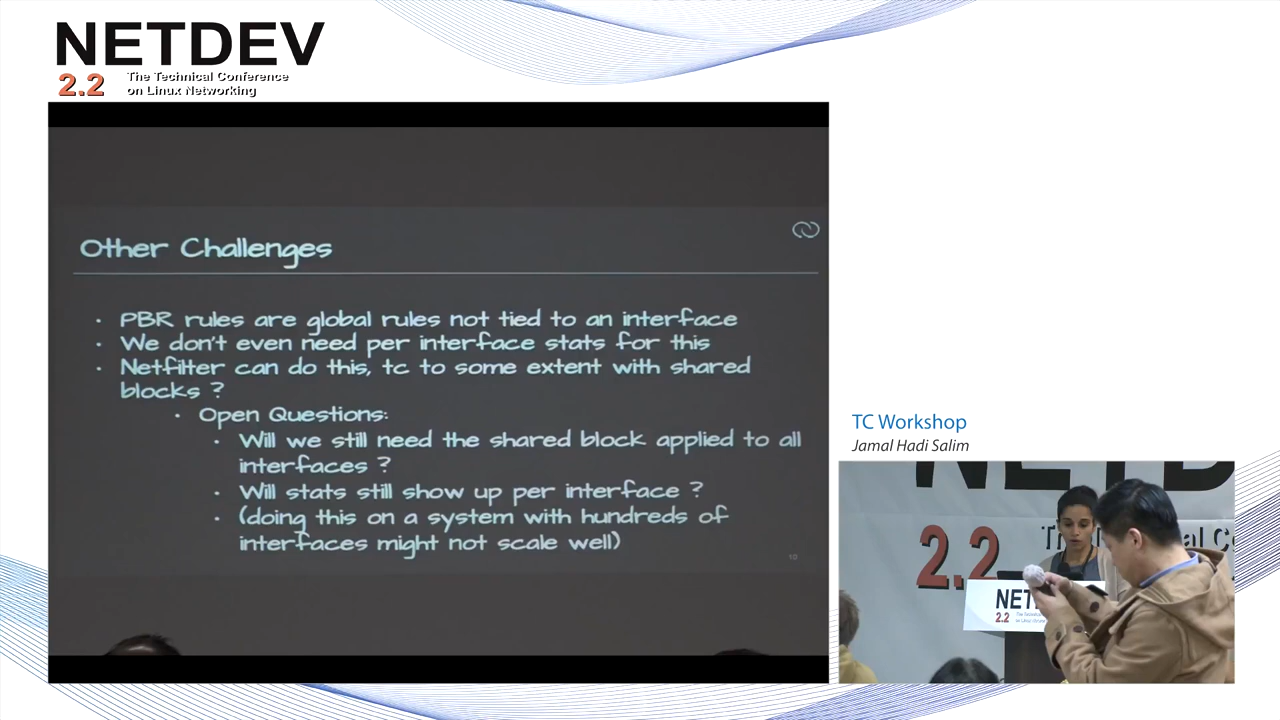 NETDEV
2.2 The Technical Conference
on Linux Networking
Other Challenges
• PBR rules are global rules not tied to an interface
• We don't even need per interface stats for this
• Netfilter can do this, tc to some extent with shared
blocks ?
• Open Questions:
• Will we still need the shared block applied to all
interfaces ?
• Will stats still show up per interface ?
• (doing this on a system with hundreds of
interfaces might not scale well)
10
TC Workshop
Jamal Hadi Salim
NETD
2.2
NET
2.2